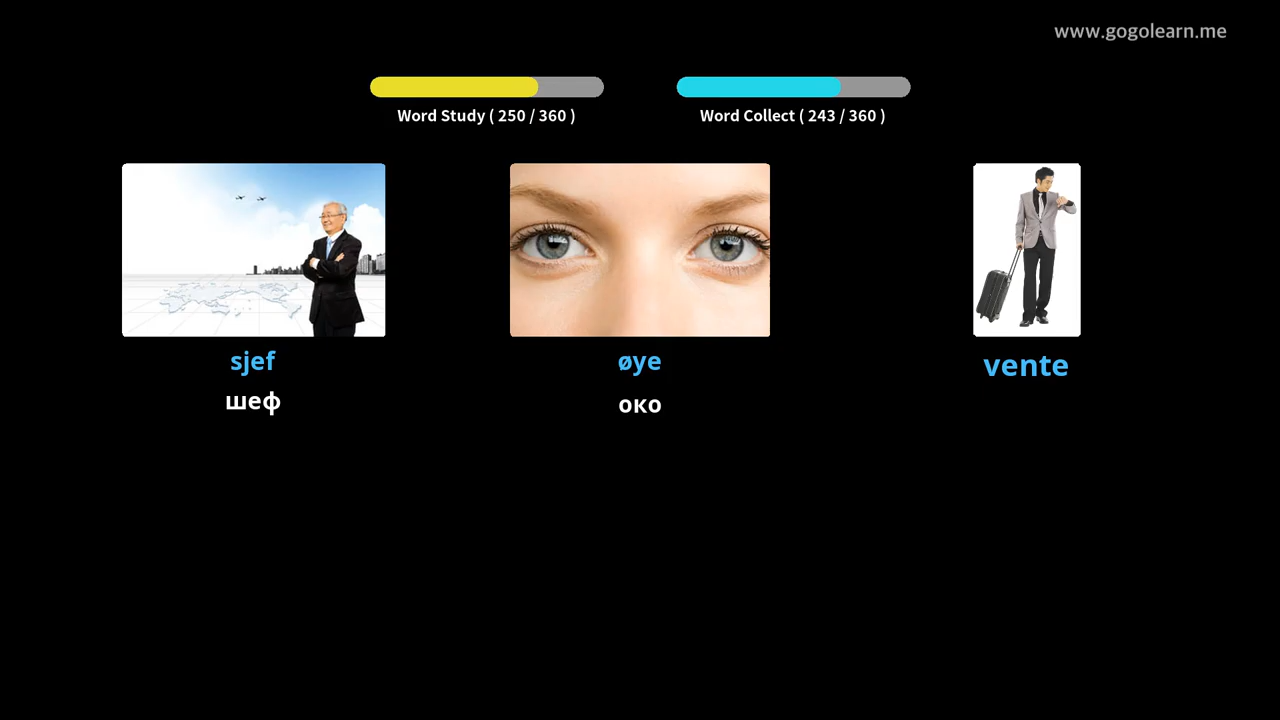 www.gogolearn.me
Word Study ( 250 / 360 )
Word Collect ( 243 / 360 )
sjef
øye
vente
шеф
око